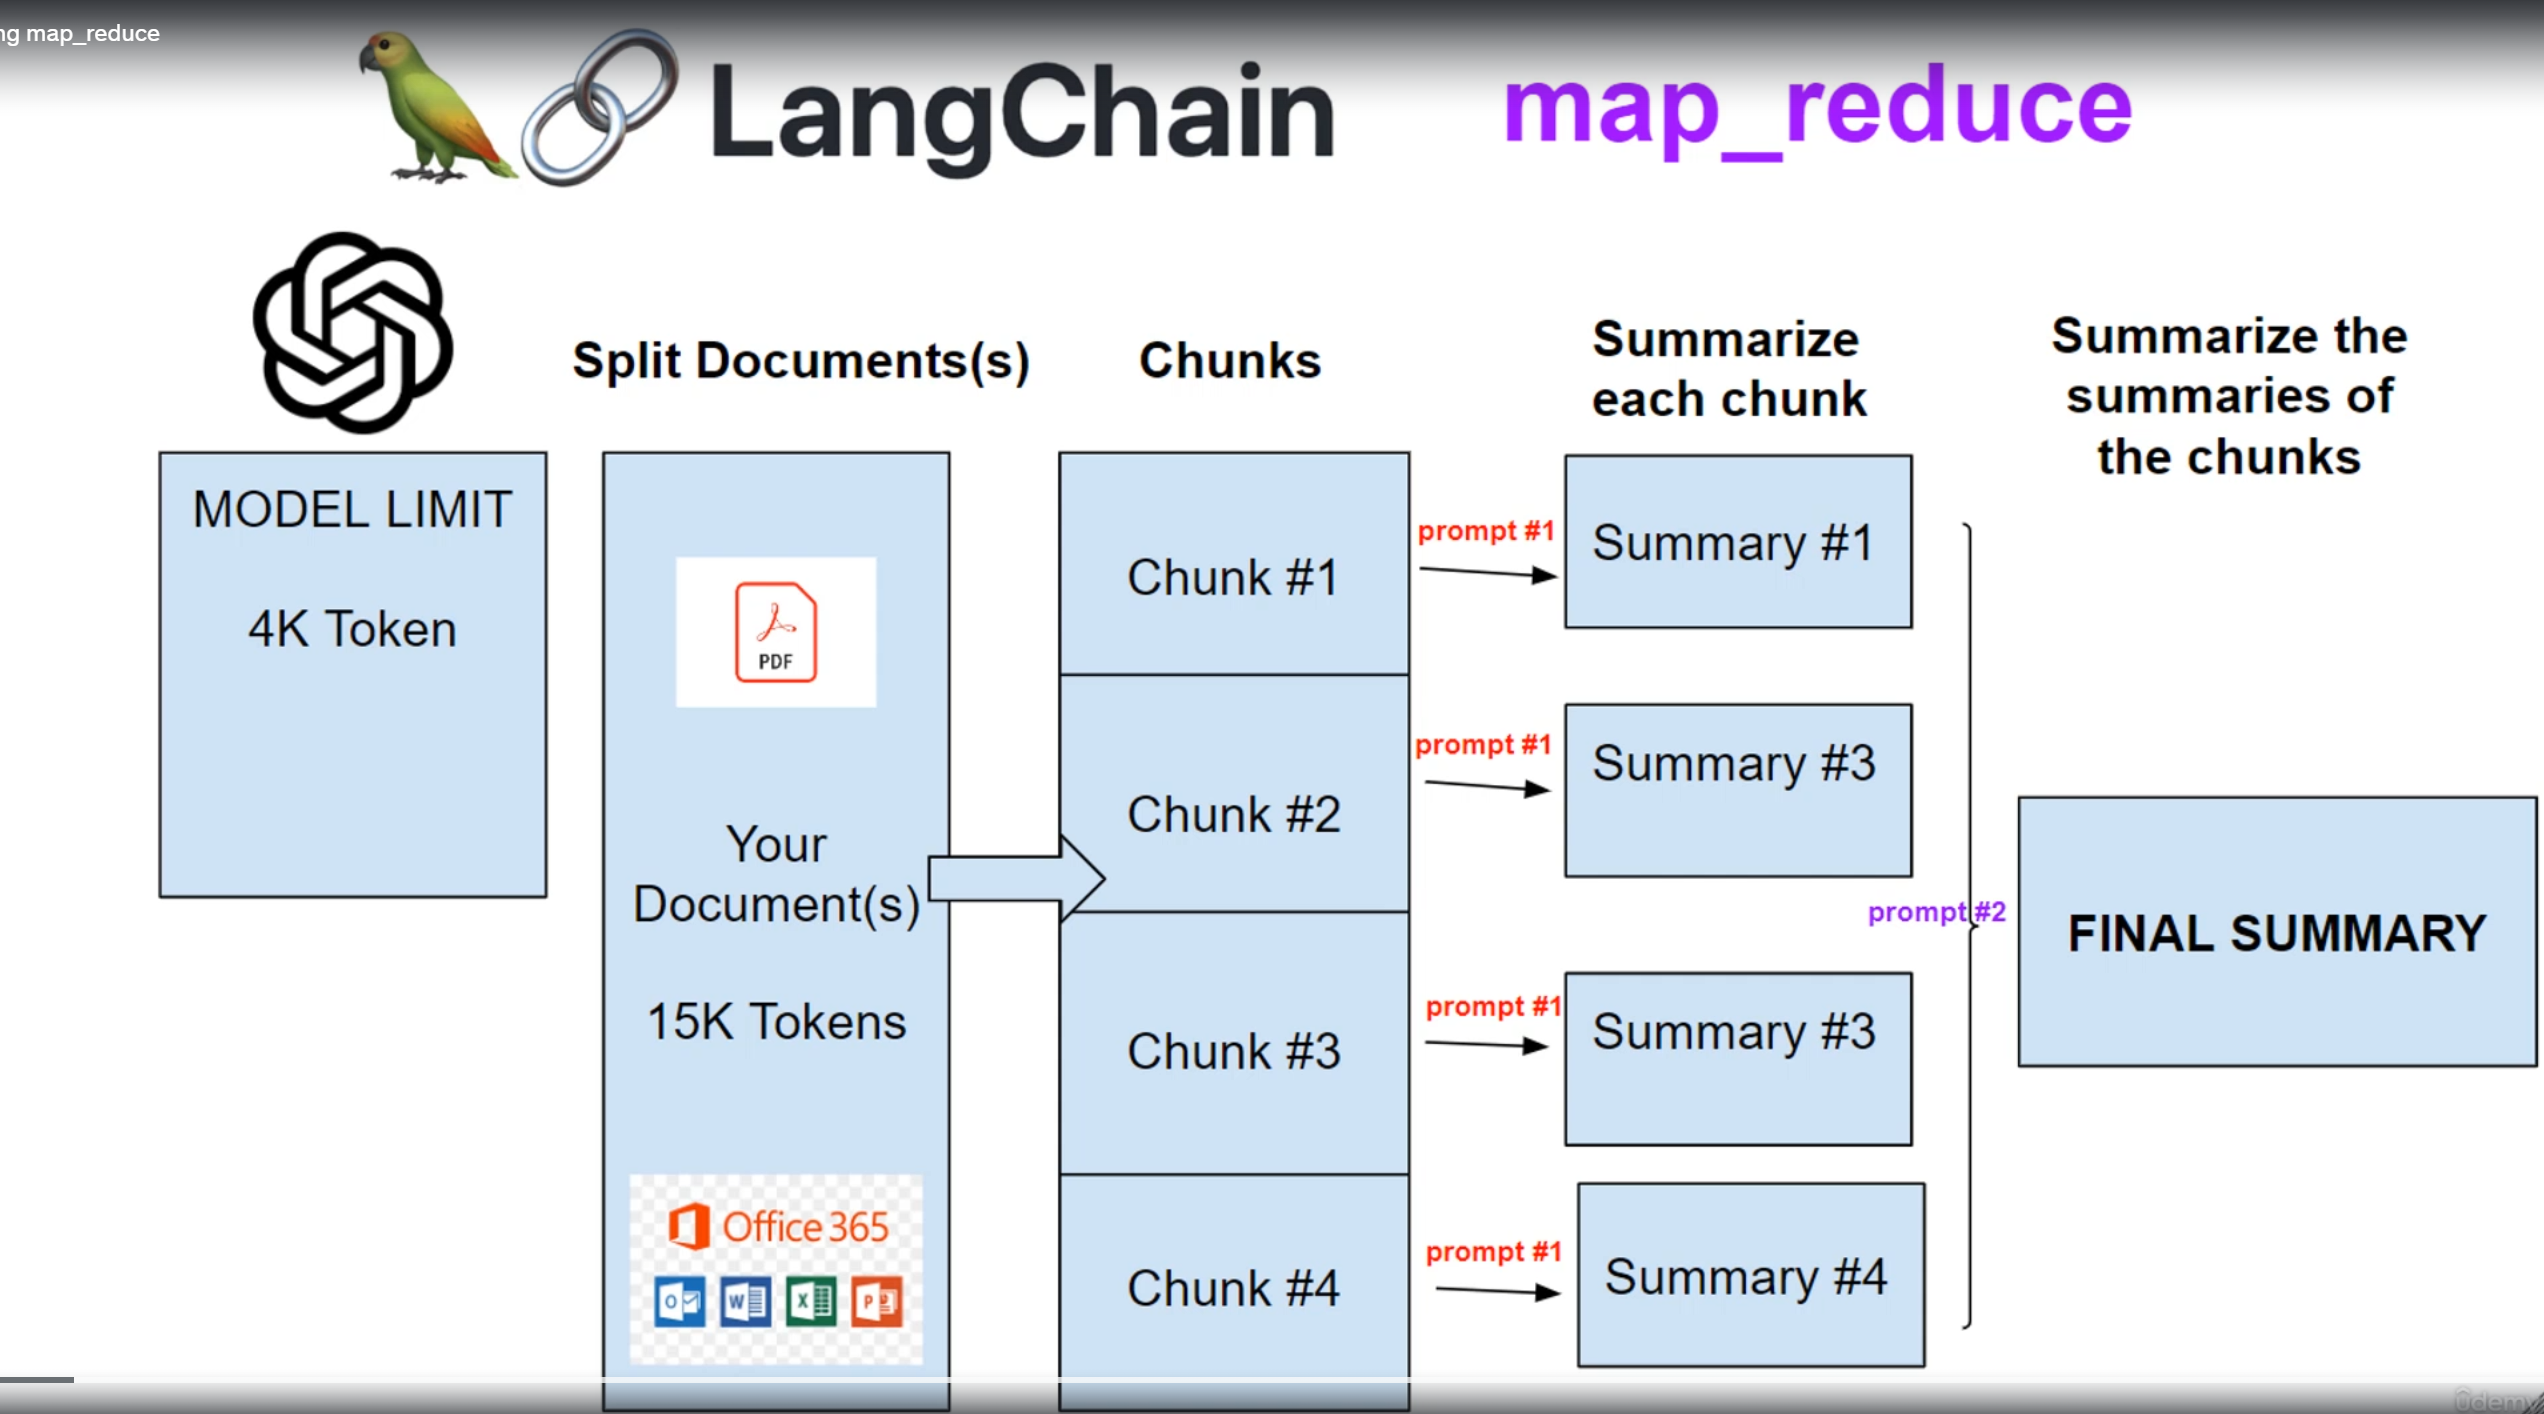 ng map_reduce
LangChain
map_reduce
Split Documents(s)
Chunks
Summarize
each chunk
Summarize the
summaries of
the chunks
MODEL LIMIT
4K Token
PDF
Your
Document(s)
15K Tokens
Office 365
O
W
X
P
Chunk #1
Chunk #2
Chunk #3
Chunk #4
prompt #1
prompt #1
prompt #1
prompt #1
Summary #1
Summary #3
Summary #3
Summary #4
prompt #2
FINAL SUMMARY
ûdemy